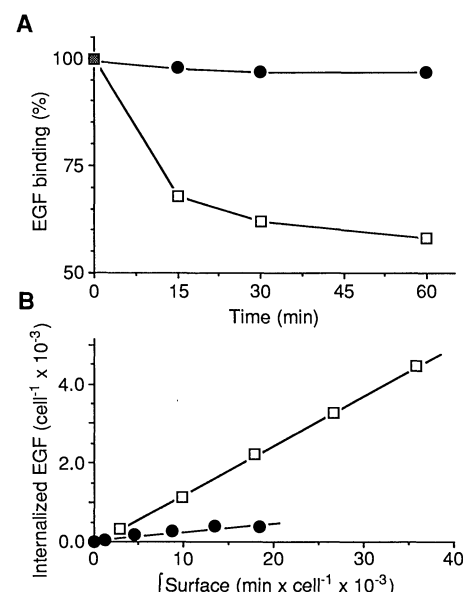 A
EGF binding (%)
100
75
50
0 15 30 45 60
Time (min)
B
Internalized EGF (cell⁻¹ x 10⁻³)
4.0
2.0
0.0
0 10 20 30 40
∫Surface (min x cell⁻¹ x 10⁻³)